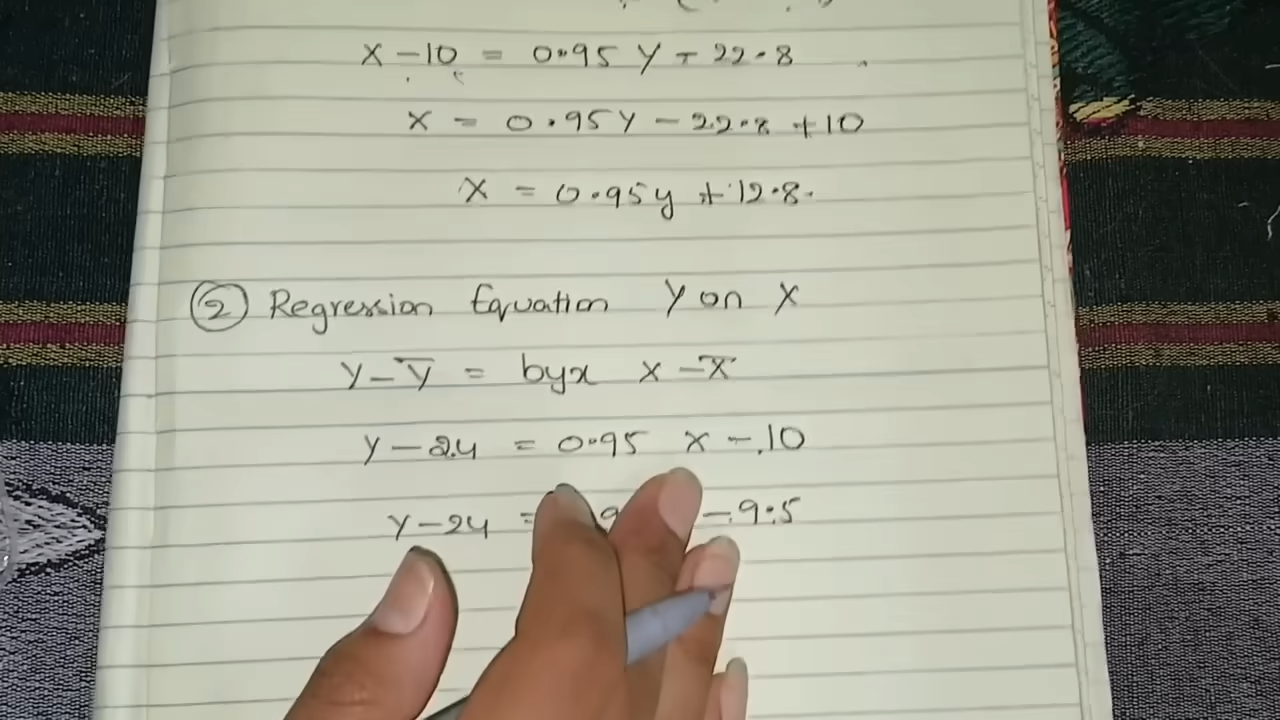 x - 10 = 0.95 y - 22.8
x = 0.95y - 22.8 + 10
x = 0.95y + 12.8.
② Regression Equation y on x
y - y̅ = byx x - x̅
y - 24 = 0.95 x - 10
y - 24 = - 9.5